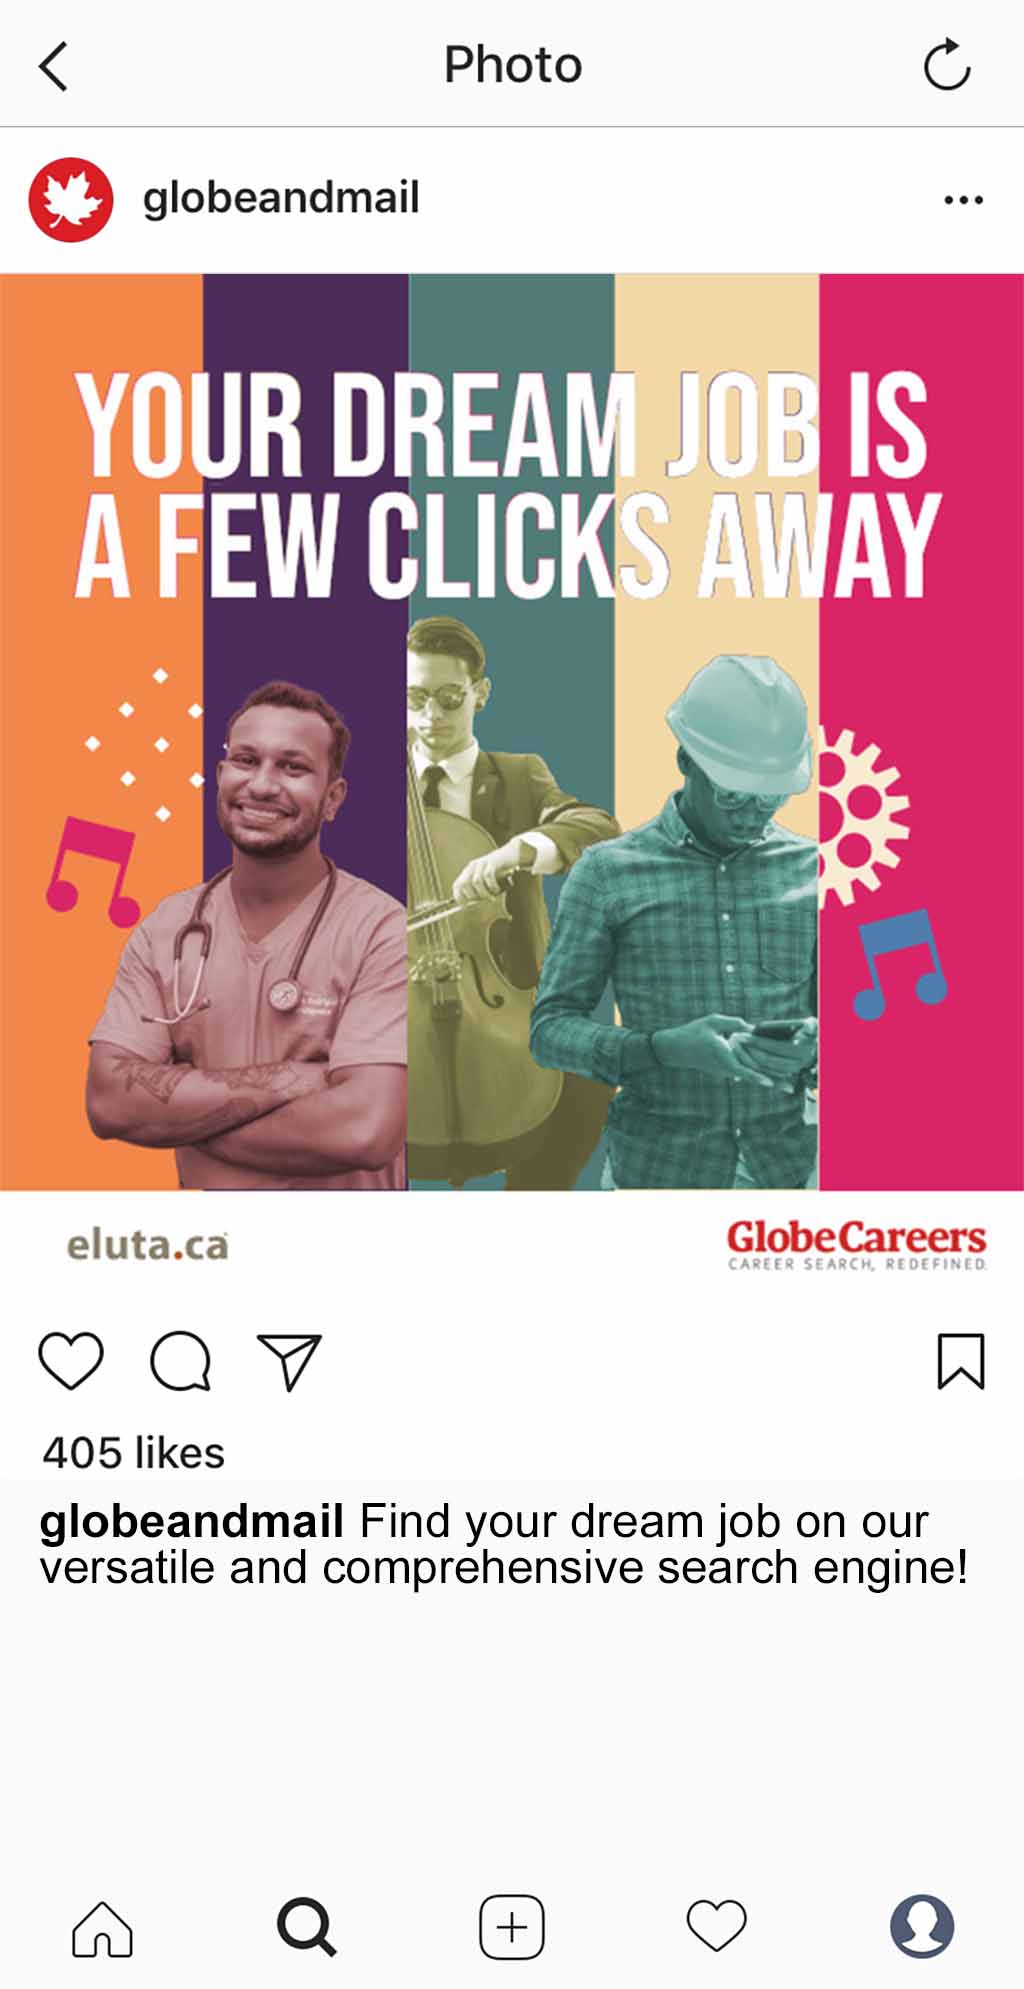 Photo
globeandmail
YOUR DREAM JOB IS
A FEW CLICKS AWAY
eluta.ca
GlobeCareers
CAREER SEARCH, REDEFINED.
405 likes
globeandmail Find your dream job on our
versatile and comprehensive search engine!